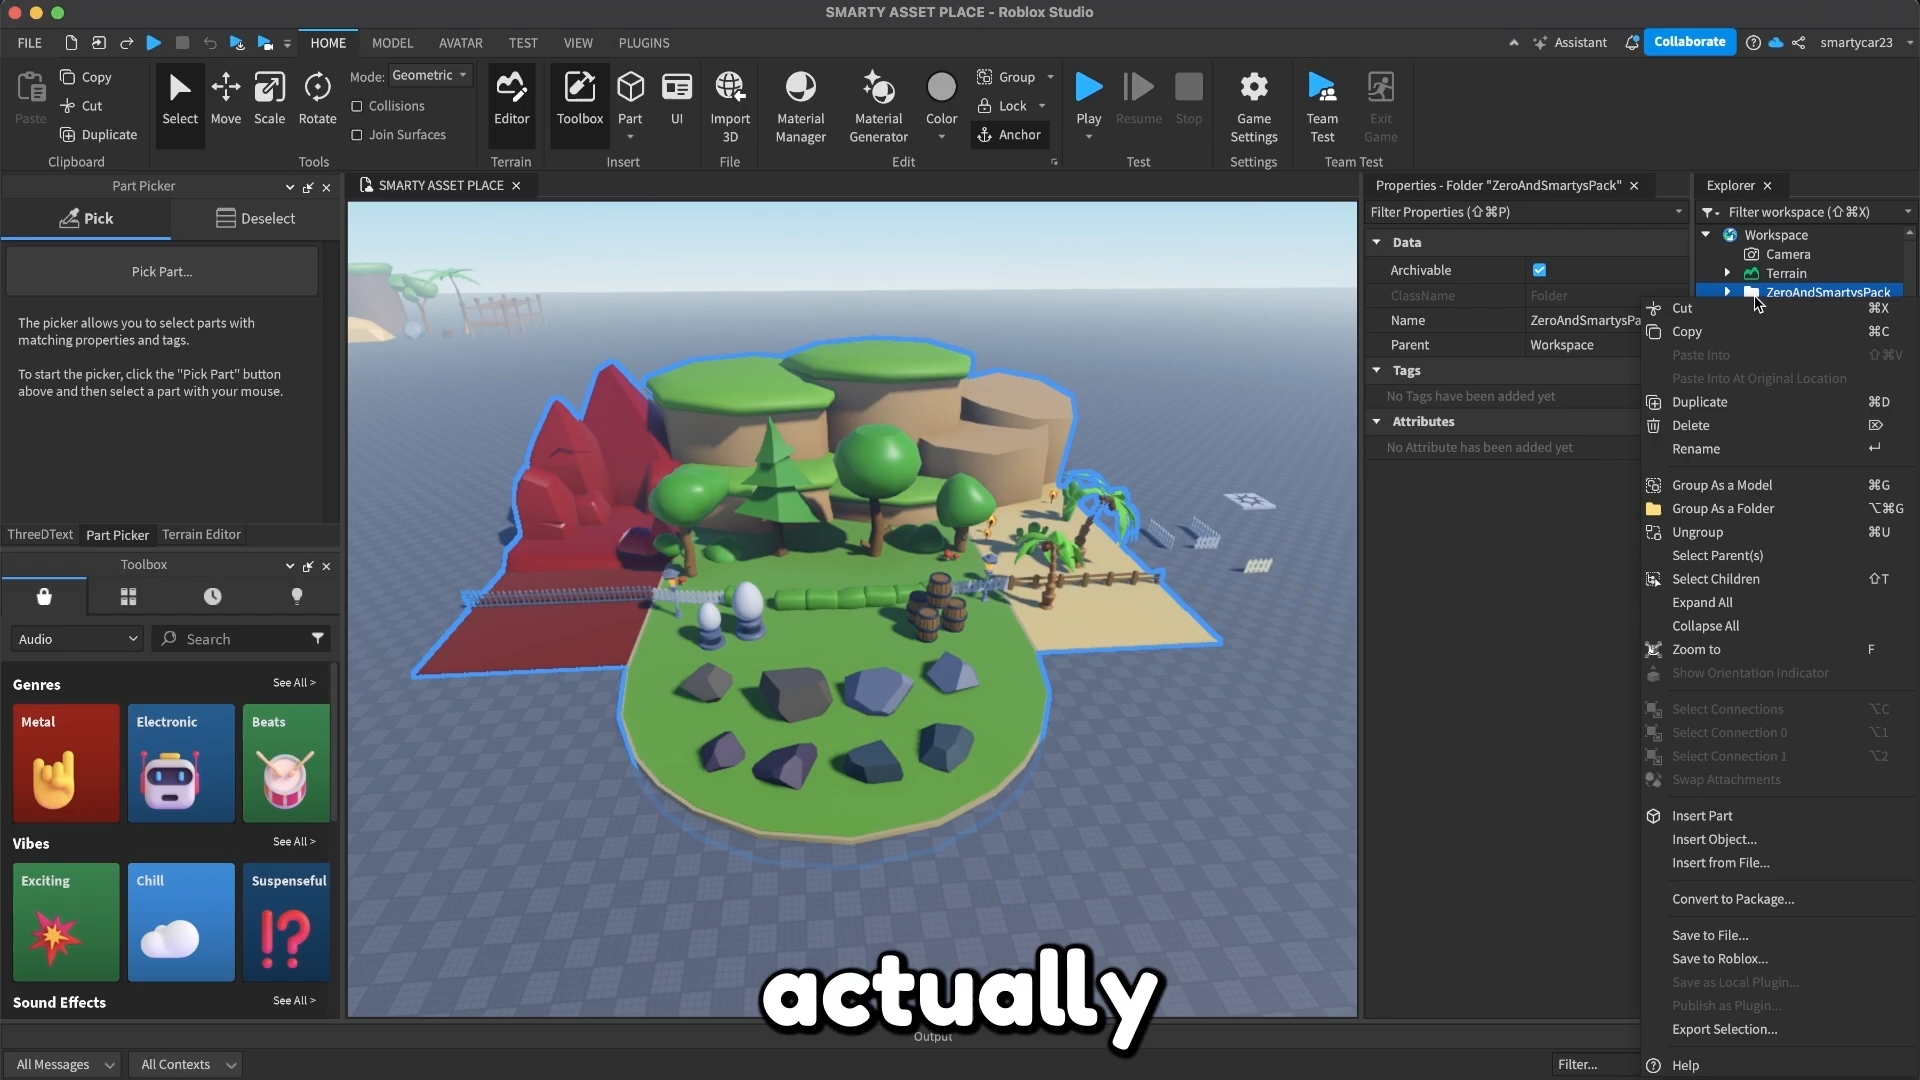 SMARTY ASSET PLACE - Roblox Studio
FILE
HOME
MODEL
AVATAR
TEST
VIEW
PLUGINS
Assistant
Collaborate
smartycar23
Paste
Copy
Cut
Duplicate
Clipboard
Select
Move
Scale
Rotate
Mode:
Geometric
Collisions
Join Surfaces
Tools
Editor
Terrain
Toolbox
Part
UI
Insert
Import
3D
File
Material
Manager
Material
Generator
Color
Group
Lock
Anchor
Edit
Play
Resume
Stop
Test
Game
Settings
Settings
Team
Test
Exit
Game
Team Test
Part Picker
Pick
Deselect
Pick Part...
The picker allows you to select parts with
matching properties and tags.
To start the picker, click the "Pick Part" button
above and then select a part with your mouse.
ThreeDText
Part Picker
Terrain Editor
Toolbox
Audio
Search
Genres
See All >
Metal
Electronic
Beats
Vibes
See All >
Exciting
Chill
Suspenseful
Sound Effects
See All >
SMARTY ASSET PLACE
actually
Output
All Messages
All Contexts
Filter...
Properties - Folder "ZeroAndSmartysPack"
Filter Properties (⇧⌘P)
Data
Archivable
ClassName
Folder
Name
ZeroAndSmartysPa
Parent
Workspace
Tags
No Tags have been added yet
Attributes
No Attribute has been added yet
Explorer
Filter workspace (⇧⌘X)
Workspace
Camera
Terrain
ZeroAndSmartysPack
Cut ⌘X
Copy ⌘C
Paste Into ⇧⌘V
Paste Into At Original Location
Duplicate ⌘D
Delete ⌦
Rename ↵
Group As a Model ⌘G
Group As a Folder ⌥⌘G
Ungroup ⌘U
Select Parent(s)
Select Children ⇧T
Expand All
Collapse All
Zoom to F
Show Orientation Indicator
Select Connections ⌥C
Select Connection 0 ⌥1
Select Connection 1 ⌥2
Swap Attachments
Insert Part
Insert Object...
Insert from File...
Convert to Package...
Save to File...
Save to Roblox...
Save as Local Plugin...
Publish as Plugin...
Export Selection...
Help